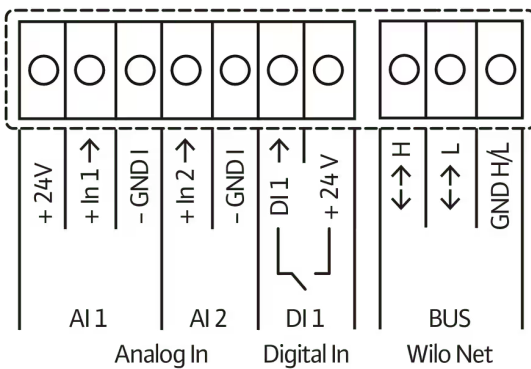 + 24V
+ In 1 →
- GND I
+ In 2 →
- GND I
DI 1 →
+ 24 V
↔ H
↔ L
GND H/L
AI 1 AI 2 DI 1 BUS
Analog In Digital In Wilo Net